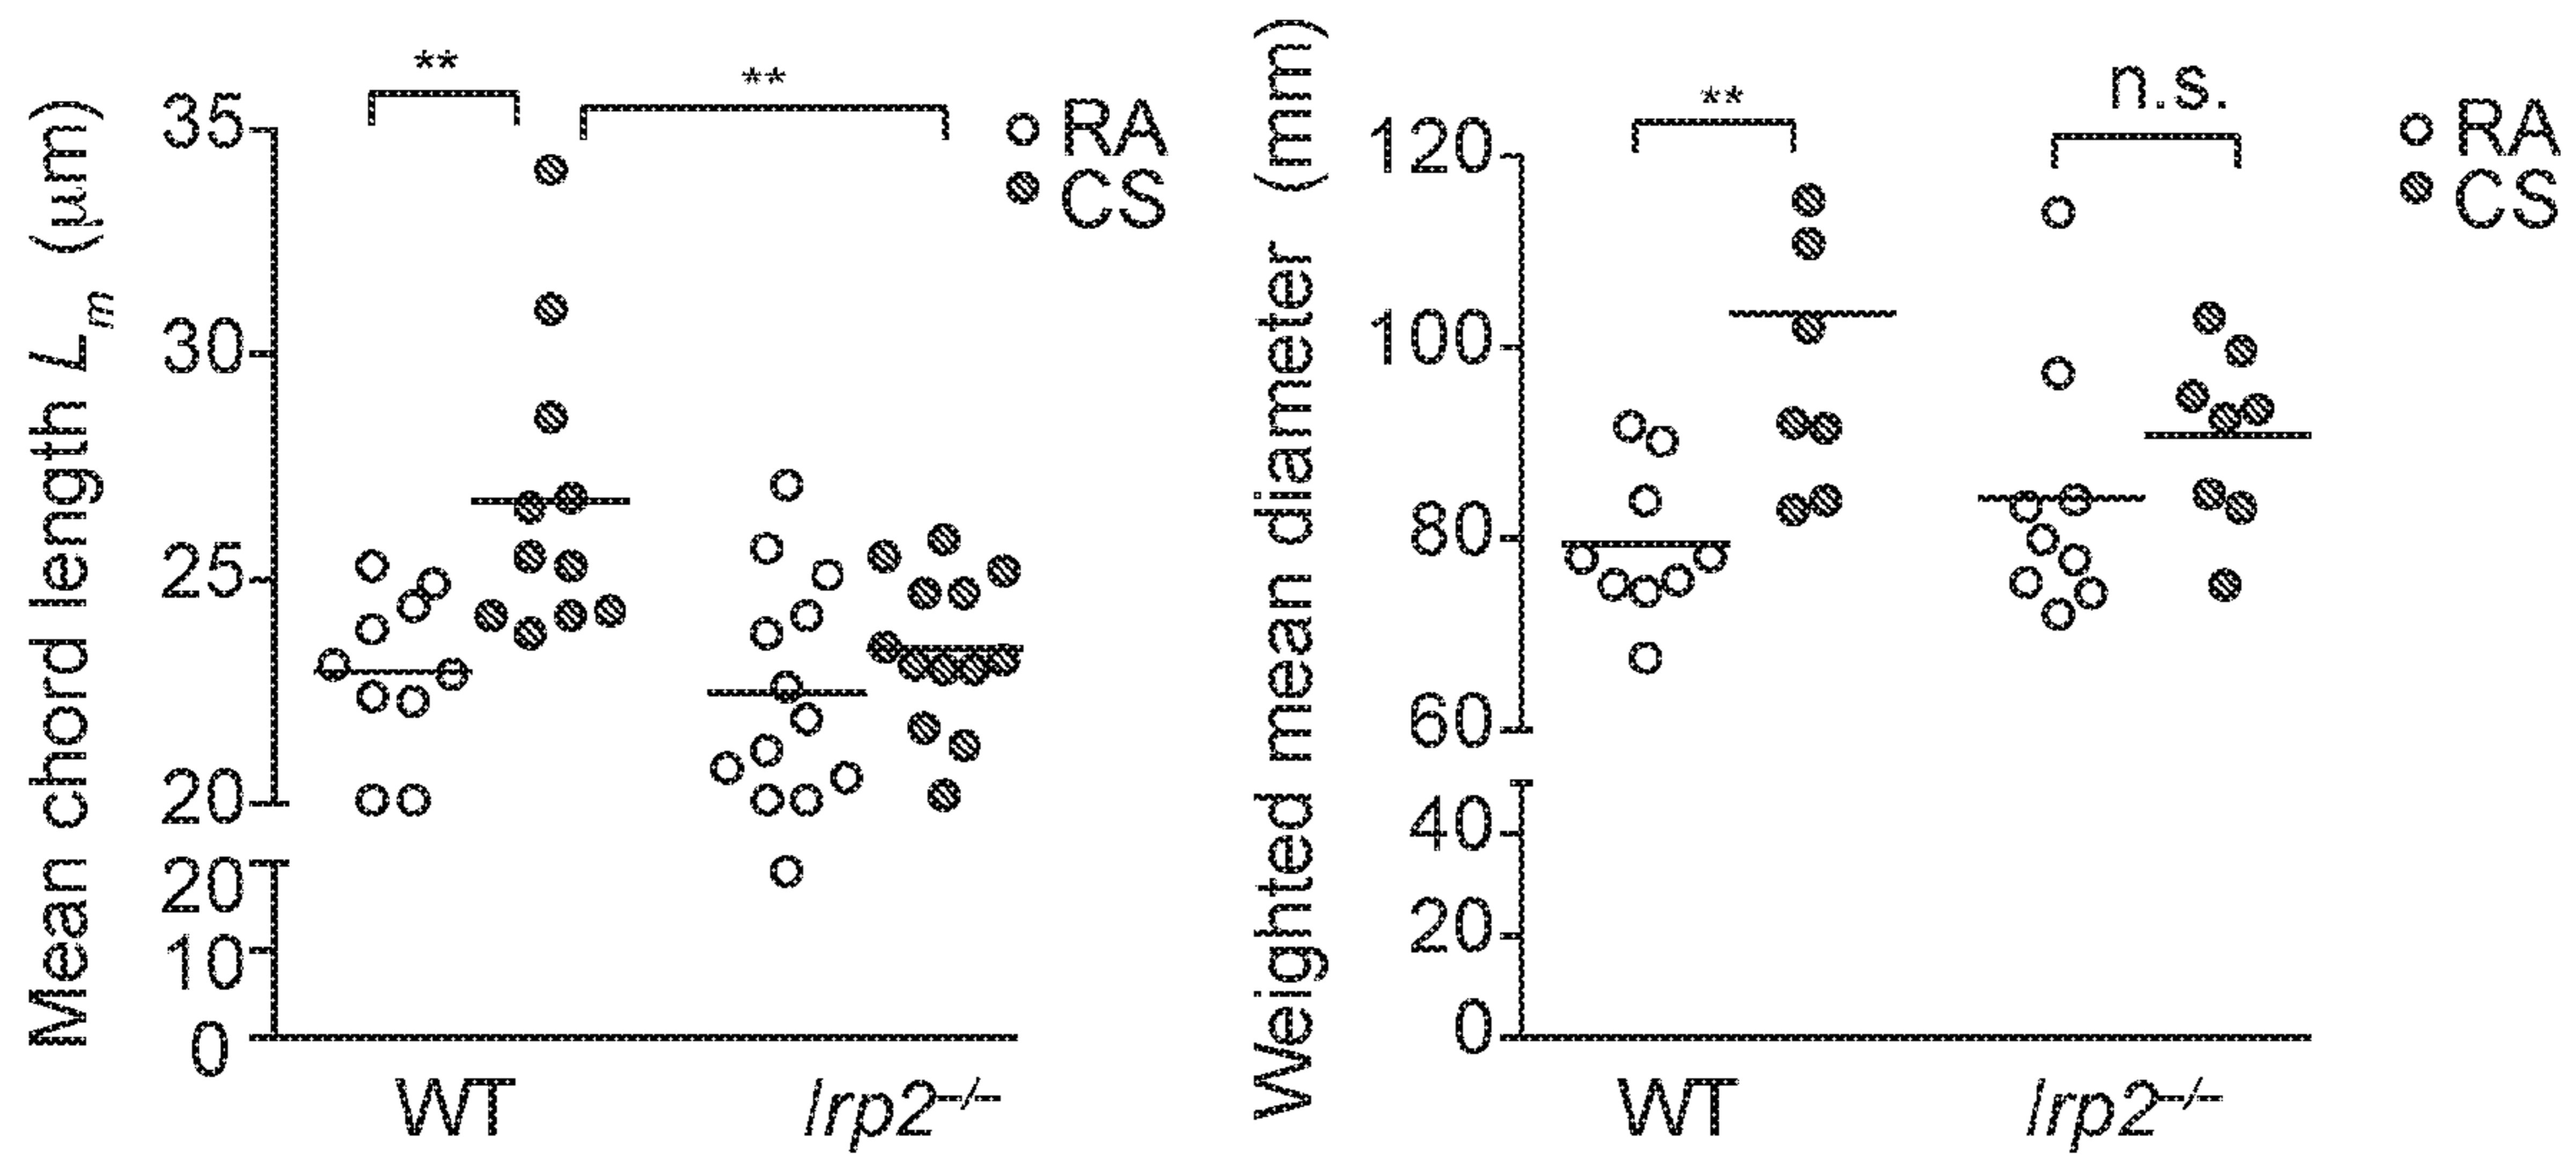 Mean chord length Lm (µm)
35
30
25
20
20
10
0
**
**
RA
CS
WT
Irp2–/–
Weighted mean diameter (mm)
120
100
80
60
40
20
0
**
n.s.
RA
CS
WT
Irp2–/–